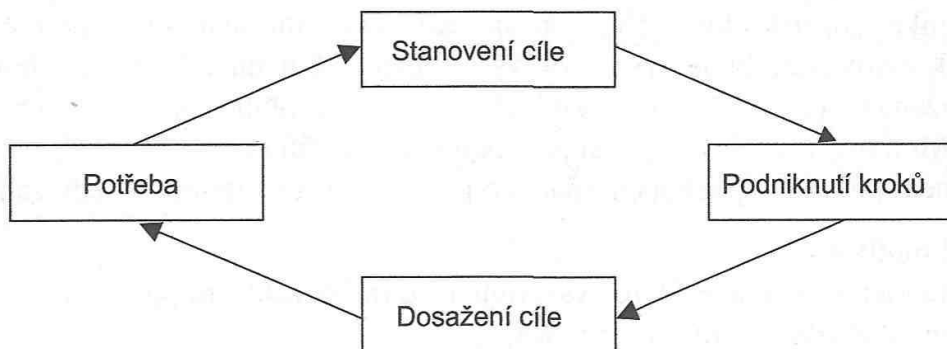 Stanovení cíle
Potřeba
Podniknutí kroků
Dosažení cíle